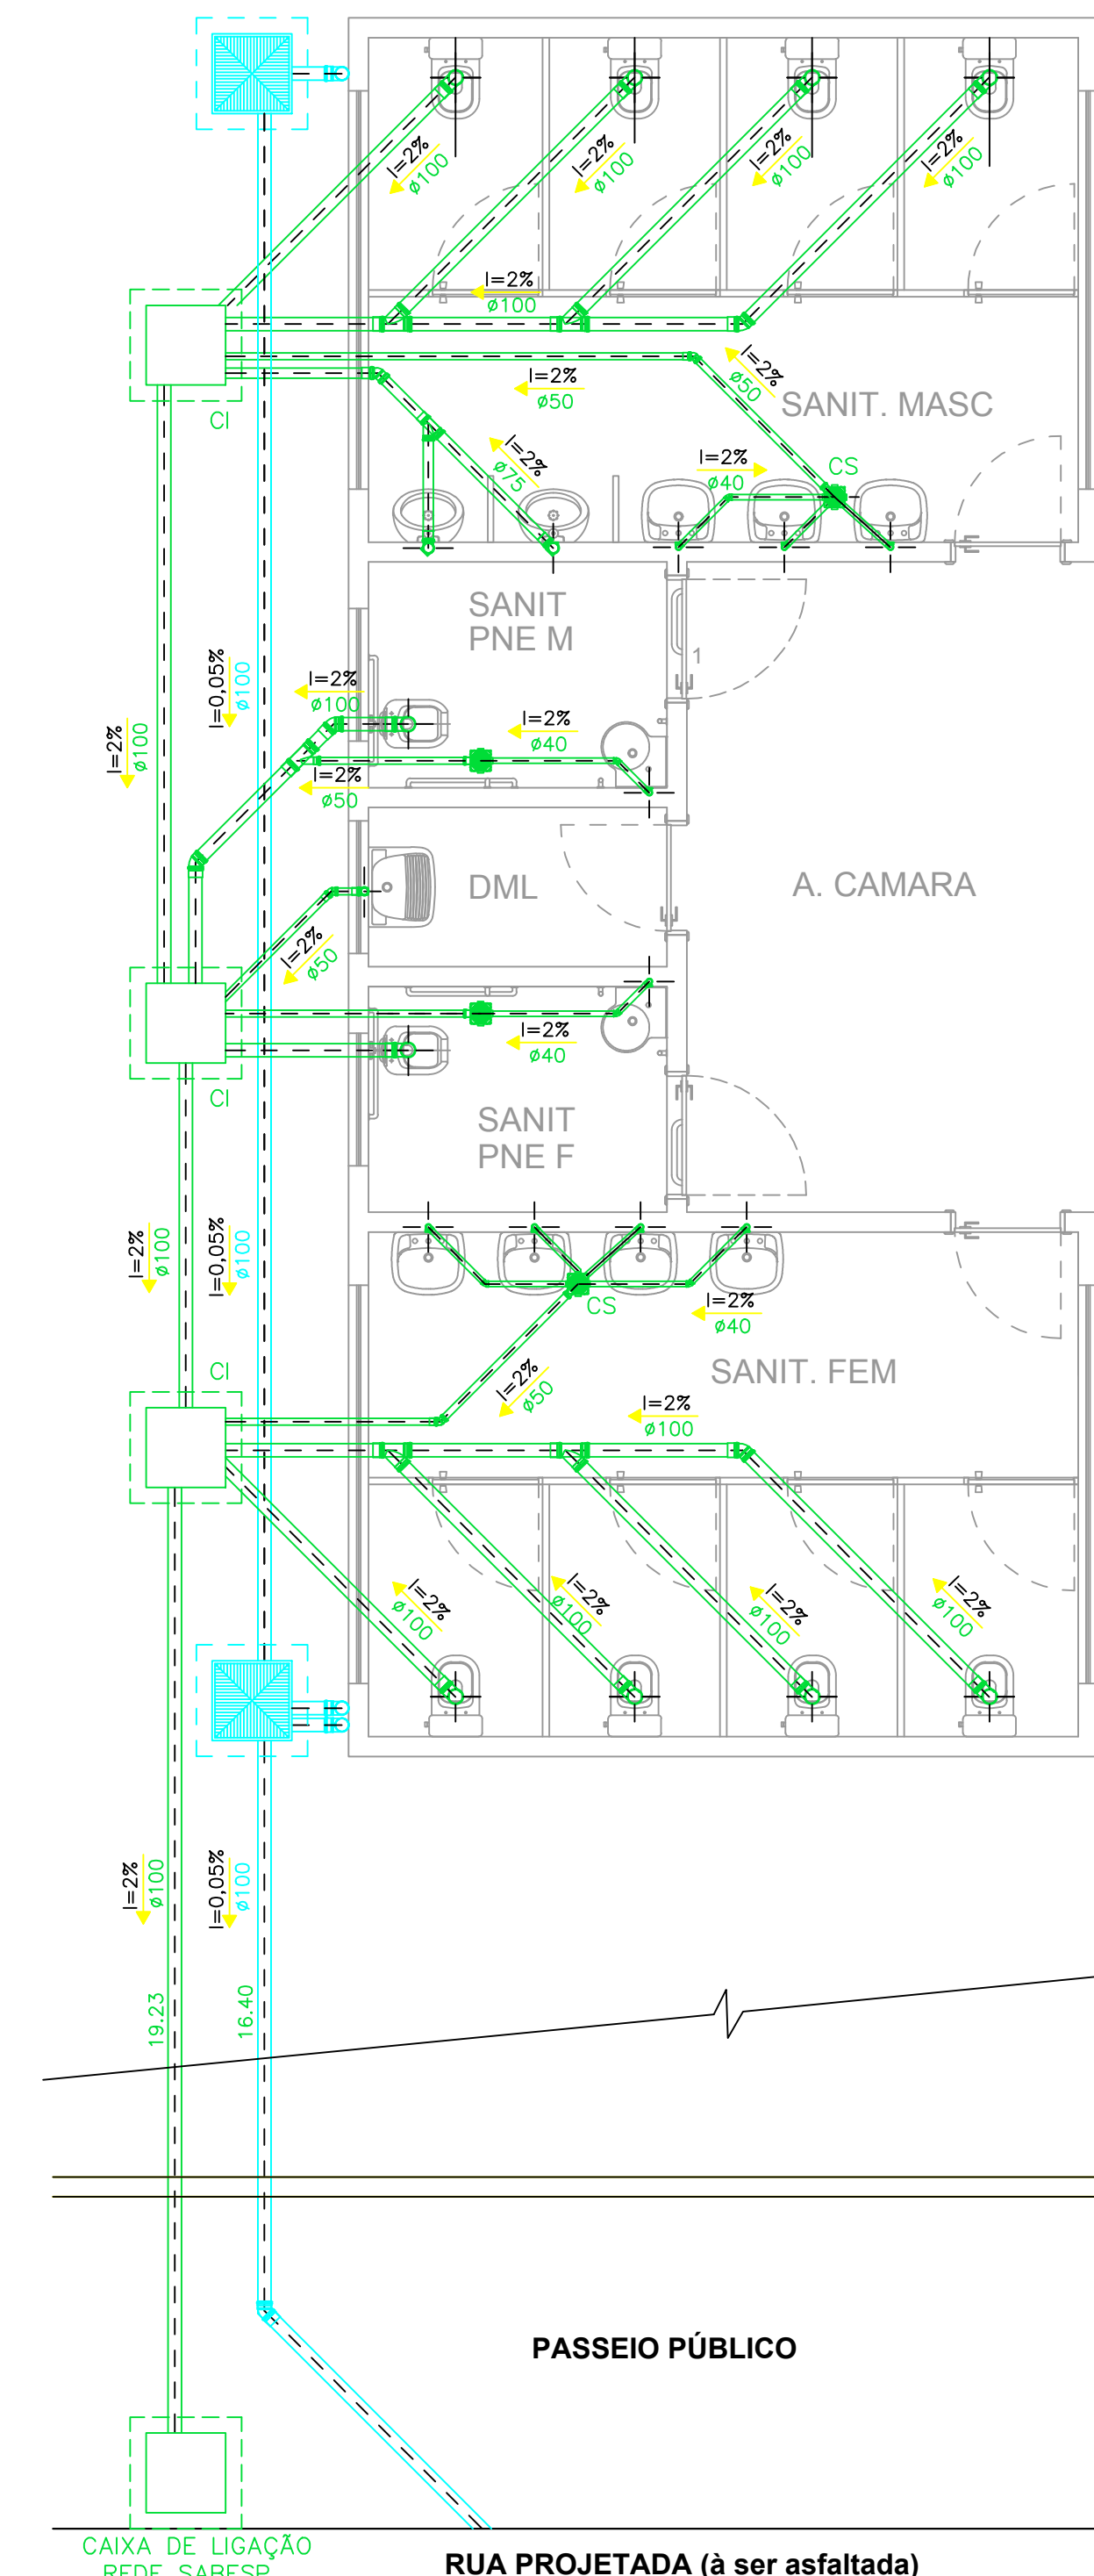 I=2%
ø100
I=2%
ø100
I=2%
ø100
I=2%
ø100
I=2%
ø100
I=2%
ø50
I=2%
ø50
SANIT. MASC
CI
I=2%
ø75
I=2%
ø40
CS
SANIT
PNE M
I=0,05%
ø100
I=2%
ø100
I=2%
ø100
I=2%
ø40
I=2%
ø50
DML
A. CAMARA
I=2%
ø50
I=2%
ø40
CI
SANIT
PNE F
I=2%
ø100
I=0,05%
ø100
CS
I=2%
ø40
CI
I=2%
ø50
SANIT. FEM
I=2%
ø100
I=2%
ø100
I=2%
ø100
I=2%
ø100
I=2%
ø100
I=2%
ø100
I=0,05%
ø100
19.23
16.40
PASSEIO PÚBLICO
CAIXA DE LIGAÇÃO
REDE SABESP
RUA PROJETADA (à ser asfaltada)